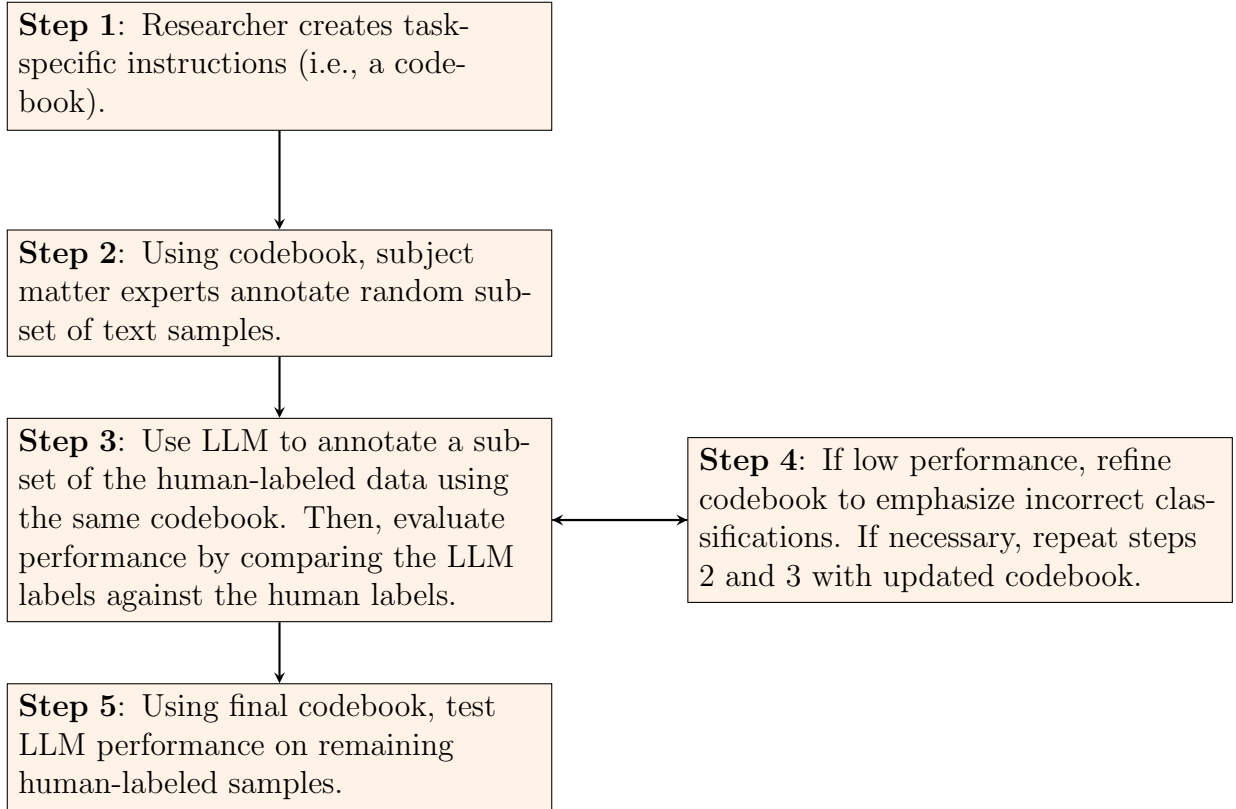 Step 1: Researcher creates task-
specific instructions (i.e., a code-
book).
Step 2: Using codebook, subject
matter experts annotate random sub-
set of text samples.
Step 3: Use LLM to annotate a sub-
set of the human-labeled data using
the same codebook. Then, evaluate
performance by comparing the LLM
labels against the human labels.
Step 4: If low performance, refine
codebook to emphasize incorrect clas-
sifications. If necessary, repeat steps
2 and 3 with updated codebook.
Step 5: Using final codebook, test
LLM performance on remaining
human-labeled samples.